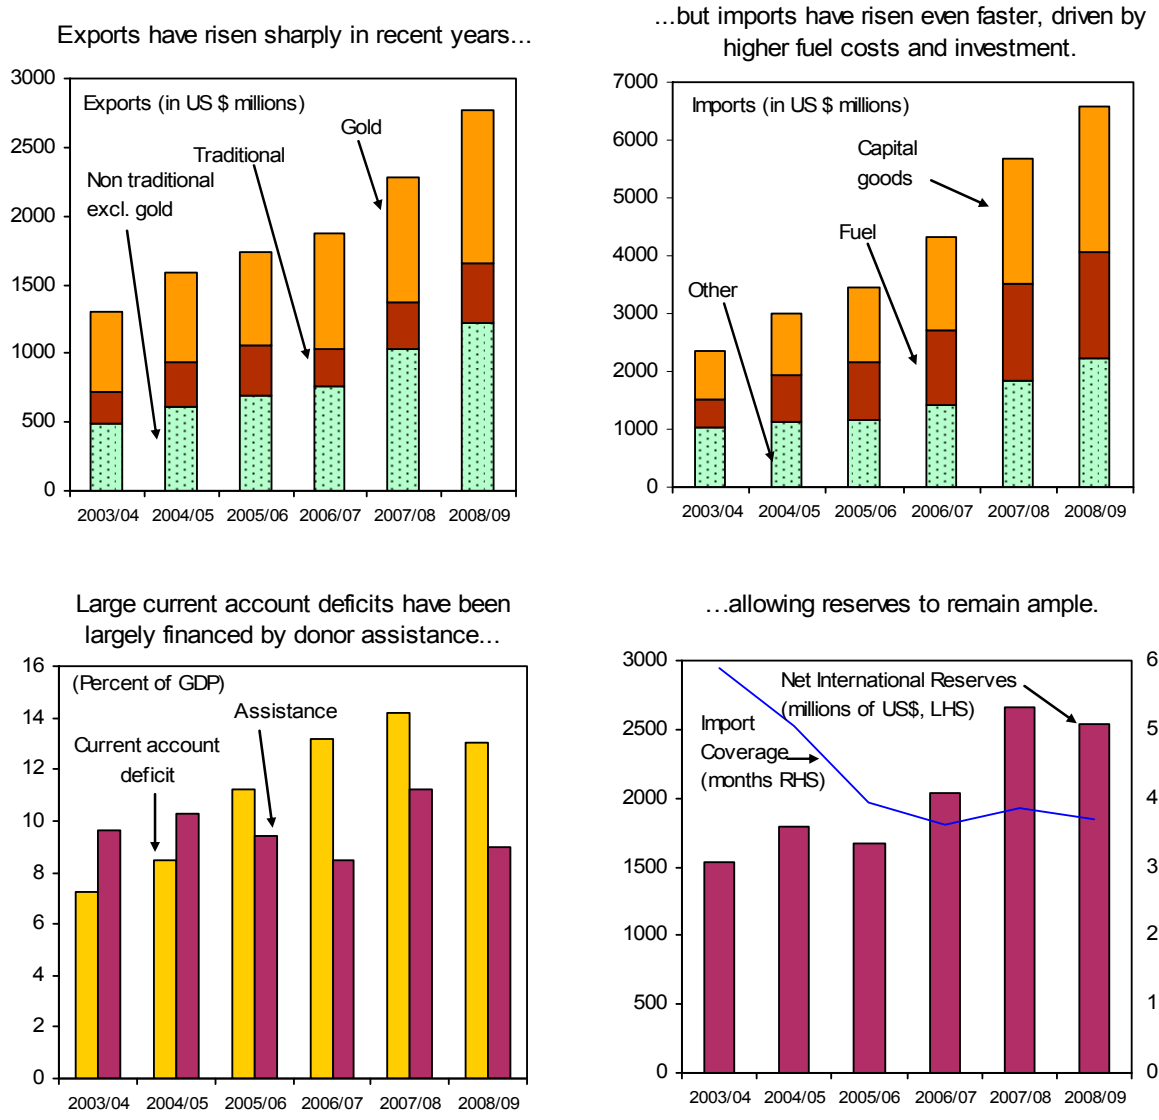 Exports have risen sharply in recent years...
3000
2500
2000
1500
1000
500
0
Exports (in US $ millions)
Gold
Traditional
Non traditional
excl. gold
2003/04 2004/05 2005/06 2006/07 2007/08 2008/09
...but imports have risen even faster, driven by
higher fuel costs and investment.
7000
6000
5000
4000
3000
2000
1000
0
Imports (in US $ millions)
Capital
goods
Fuel
Other
2003/04 2004/05 2005/06 2006/07 2007/08 2008/09
Large current account deficits have been
largely financed by donor assistance...
16
14
12
10
8
6
4
2
0
(Percent of GDP)
Assistance
Current account
deficit
2003/04 2004/05 2005/06 2006/07 2007/08 2008/09
...allowing reserves to remain ample.
3000
2500
2000
1500
1000
500
0
Net International Reserves
(millions of US$, LHS)
Import
Coverage
(months RHS)
6
5
4
3
2
1
0
2003/04 2004/05 2005/06 2006/07 2007/08 2008/09